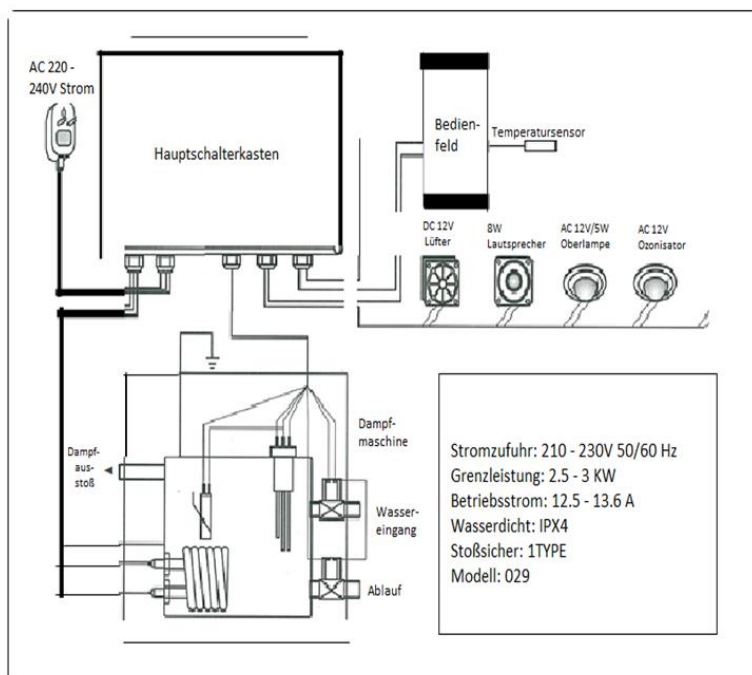 AC 220 -
240V Strom
Hauptschalterkasten
Bedien-
feld
Temperatursensor
DC 12V
Lüfter
8W
Lautsprecher
AC 12V/5W
Oberlampe
AC 12V
Ozonisator
Dampf-
maschine
Dampf-
aus-
stoß
Wasser-
eingang
Ablauf
Stromzufuhr: 210 - 230V 50/60 Hz
Grenzleistung: 2.5 - 3 KW
Betriebsstrom: 12.5 - 13.6 A
Wasserdicht: IPX4
Stoßsicher: 1TYPE
Modell: 029